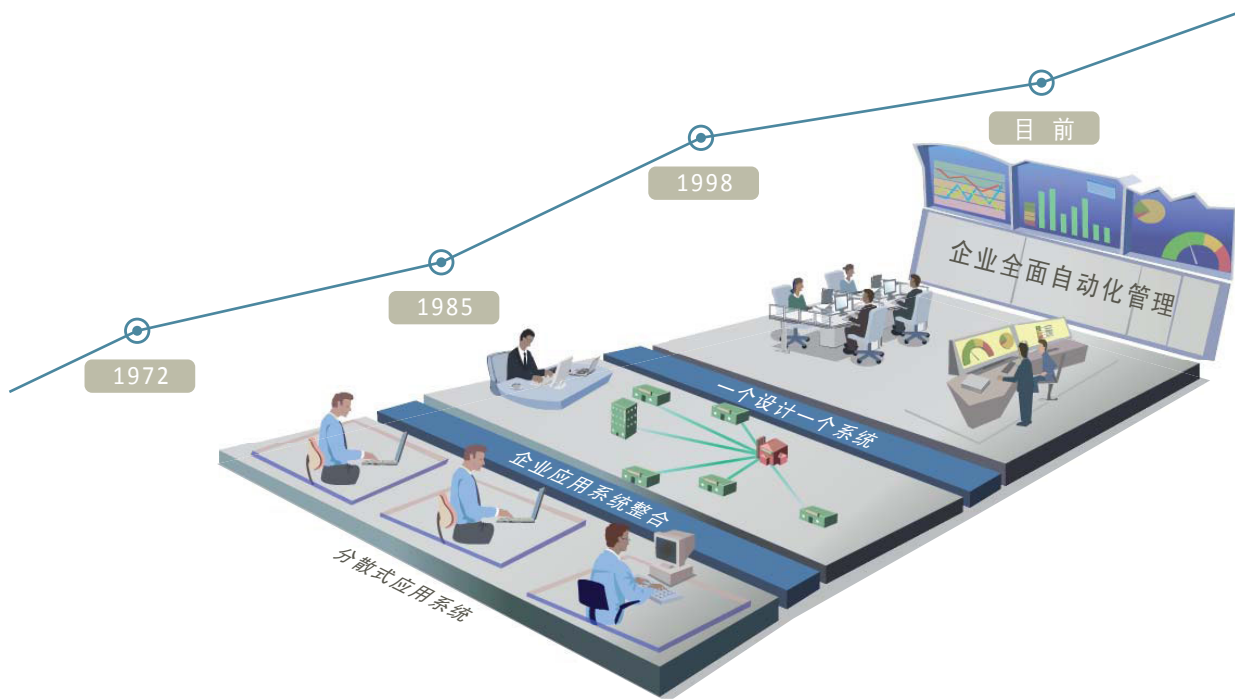 目前
1998
1985
1972
企业全面自动化管理
一个设计一个系统
企业应用系统整合
分散式应用系统